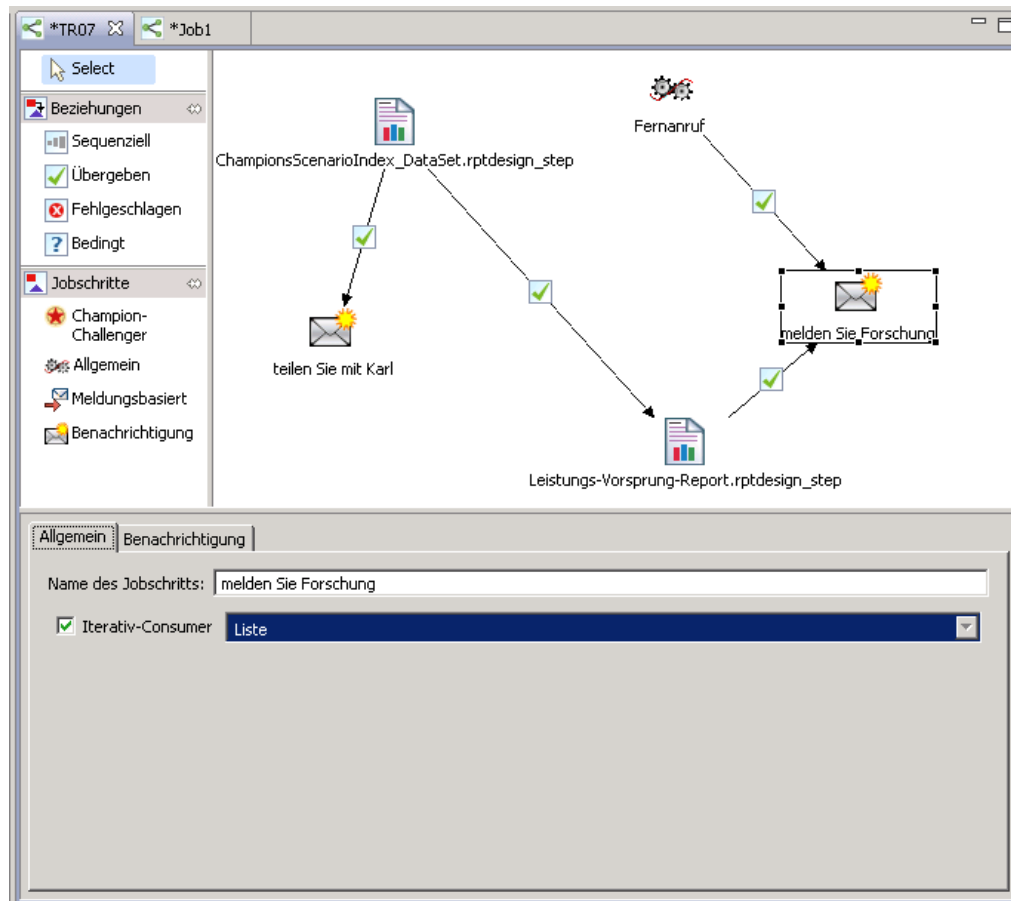 *TR07
*Job1
Select
Beziehungen
Sequenziell
Übergeben
Fehlgeschlagen
Bedingt
Jobschritte
Champion-
Challenger
Allgemein
Meldungsbasiert
Benachrichtigung
ChampionsScenarioIndex_DataSet.rptdesign_step
Fernanruf
teilen Sie mit Karl
melden Sie Forschung
Leistungs-Vorsprung-Report.rptdesign_step
Allgemein
Benachrichtigung
Name des Jobschritts:
melden Sie Forschung
Iterativ-Consumer
Liste